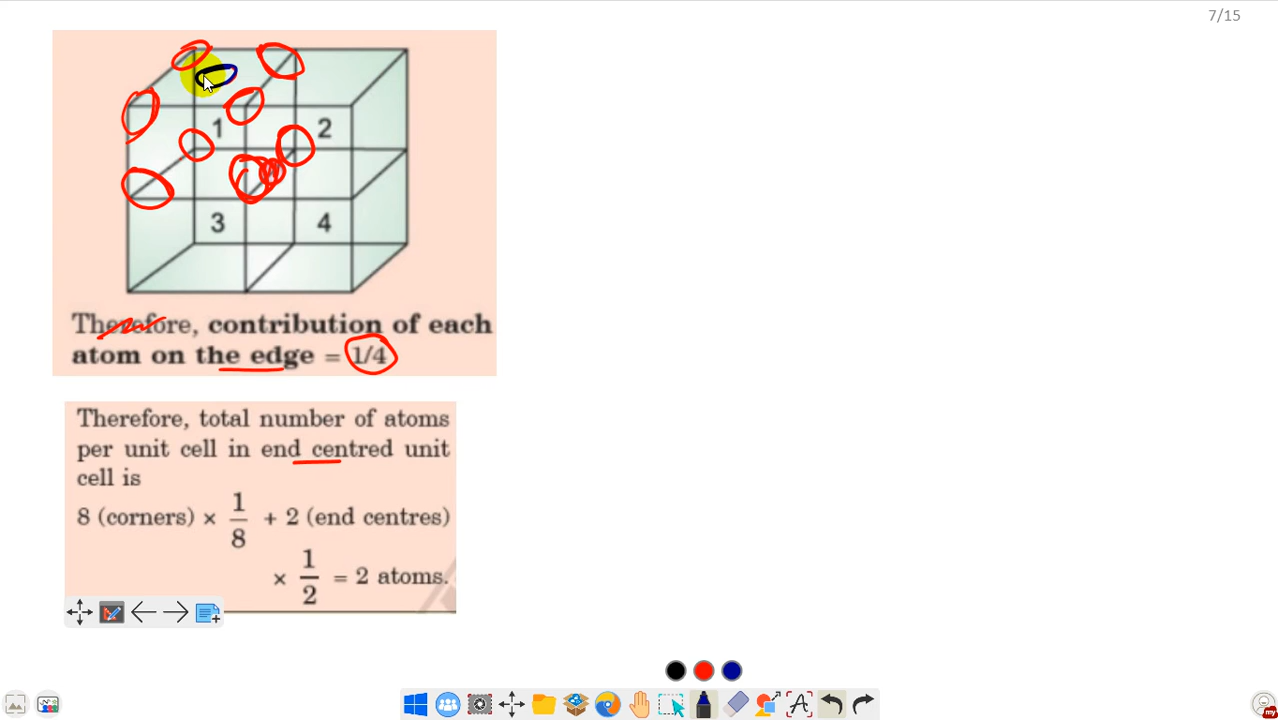 7/15
1 2
3 4
Therefore, contribution of each
atom on the edge = 1/4
Therefore, total number of atoms
per unit cell in end centred unit
cell is
8 (corners) × 1/8 + 2 (end centres)
× 1/2 = 2 atoms.
A
my